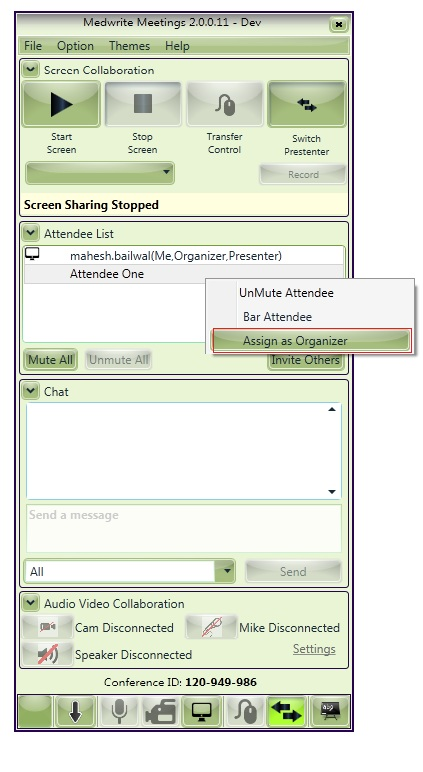 Medwrite Meetings 2.0.0.11 - Dev
File Option Themes Help
Screen Collaboration
Start Screen
Stop Screen
Transfer Control
Switch Prestenter
Record
Screen Sharing Stopped
Attendee List
mahesh.bailwal(Me,Organizer,Presenter)
Attendee One
UnMute Attendee
Bar Attendee
Assign as Organizer
Mute All Unmute All Invite Others
Chat
Send a message
All Send
Audio Video Collaboration
Cam Disconnected Mike Disconnected
Speaker Disconnected Settings
Conference ID: 120-949-986